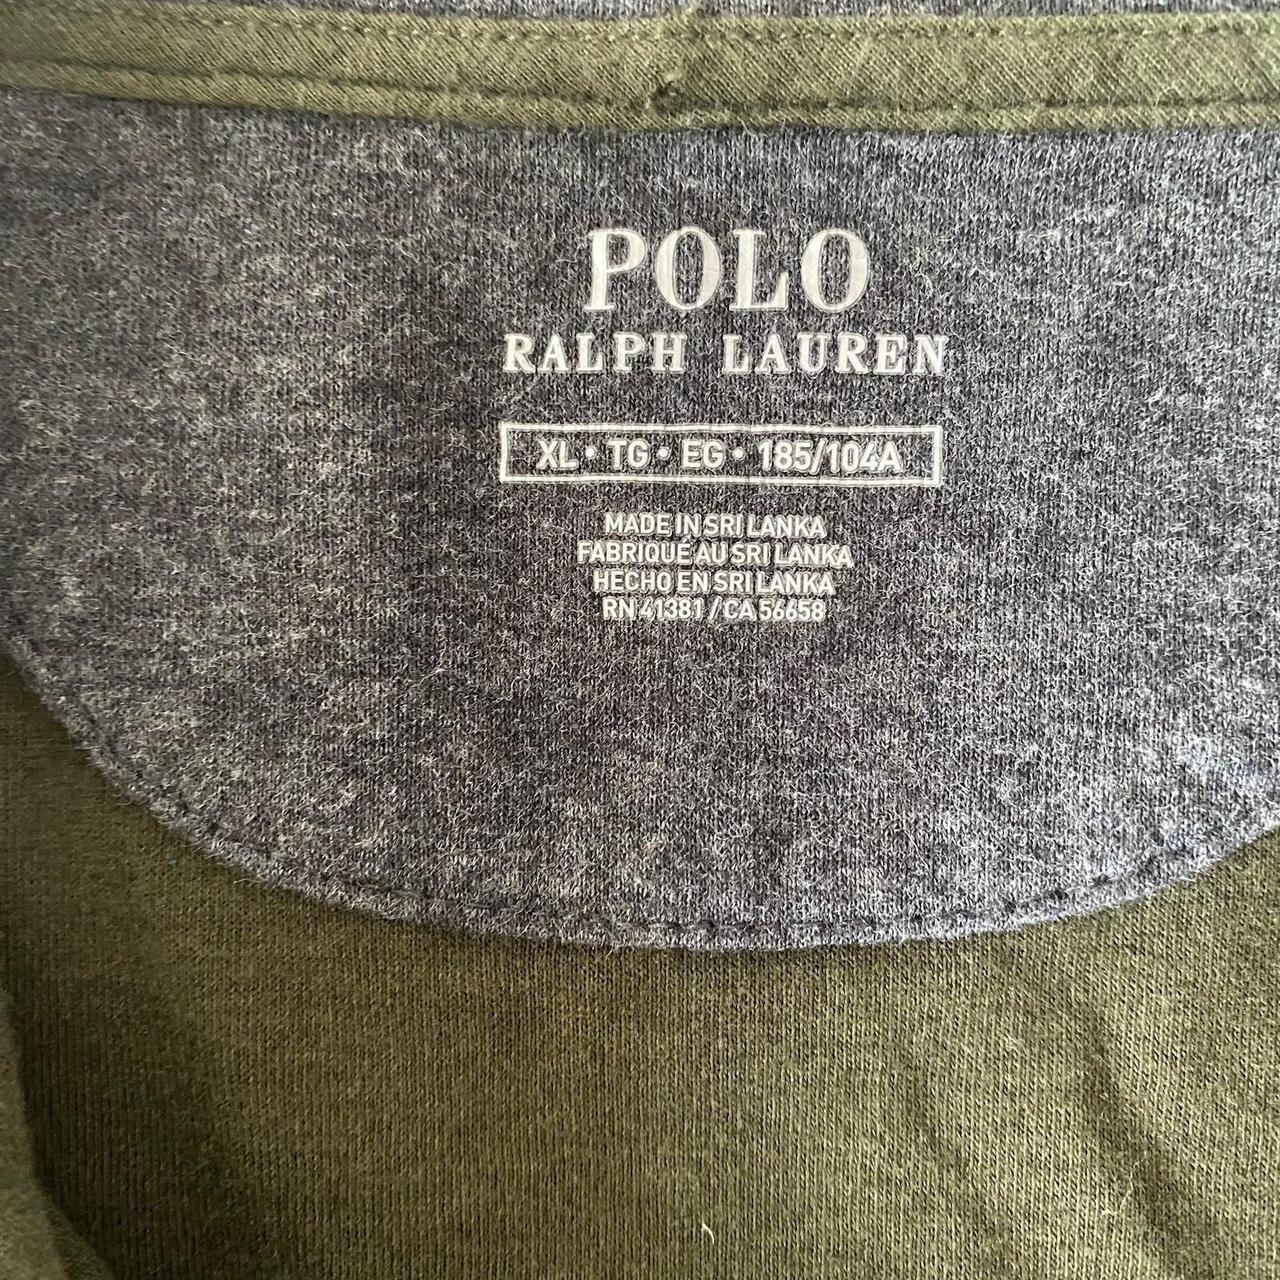 POLO
RALPH LAUREN
XL • TG • EG • 185/104A
MADE IN SRI LANKA
FABRIQUÉ AU SRI LANKA
HECHO EN SRI LANKA
RN 41381 / CA 56658